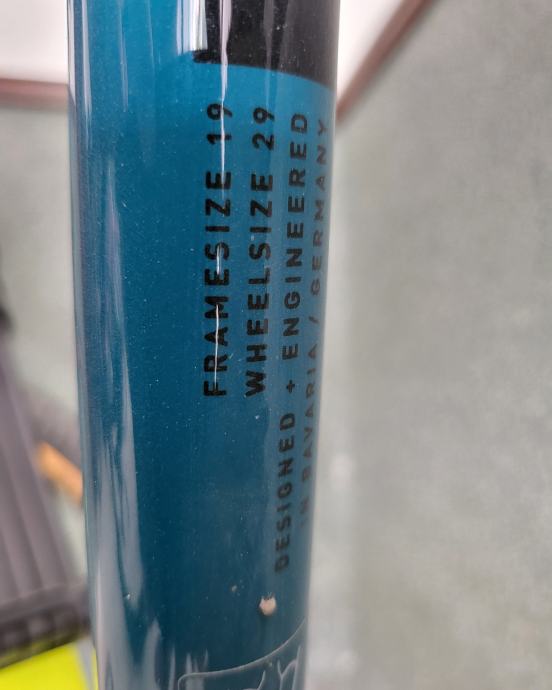 FRAMESIZE 19
WHEELSIZE 29
DESIGNED + ENGINEERED
IN BAVARIA / GERMANY